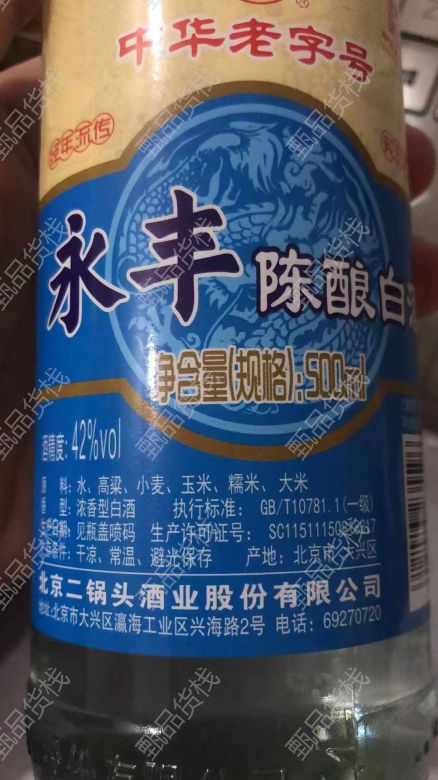 中华老字号
永丰
陈酿白酒
净含量(规格):500ml
酒精度:42%vol
原 料:水、高粱、小麦、玉米、糯米、大米
香 型:浓香型白酒 执行标准: GB/T10781.1(一级)
生产日期:见瓶盖喷码 生产许可证号:
贮存条件:干凉、常温、避光保存 产地:北京市 大兴区
北京二锅头酒业股份有限公司
地址:北京市大兴区瀛海工业区兴海路2号 电话:69270720
甄品货栈